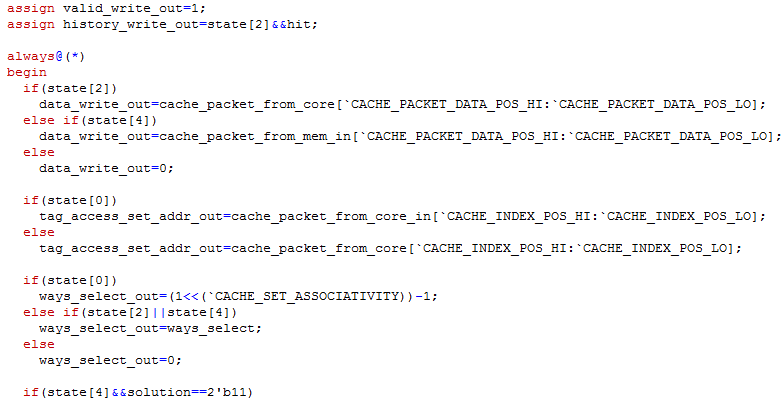 assign valid_write_out=1;
assign history_write_out=state[2]&&hit;

always@(*)
begin
  if(state[2])
    data_write_out=cache_packet_from_core[`CACHE_PACKET_DATA_POS_HI:`CACHE_PACKET_DATA_POS_LO];
  else if(state[4])
    data_write_out=cache_packet_from_mem_in[`CACHE_PACKET_DATA_POS_HI:`CACHE_PACKET_DATA_POS_LO];
  else
    data_write_out=0;

  if(state[0])
    tag_access_set_addr_out=cache_packet_from_core_in[`CACHE_INDEX_POS_HI:`CACHE_INDEX_POS_LO];
  else
    tag_access_set_addr_out=cache_packet_from_core[`CACHE_INDEX_POS_HI:`CACHE_INDEX_POS_LO];

  if(state[0])
    ways_select_out=(1<<(`CACHE_SET_ASSOCIATIVITY))-1;
  else if(state[2]||state[4])
    ways_select_out=ways_select;
  else
    ways_select_out=0;

  if(state[4]&&solution==2'b11)